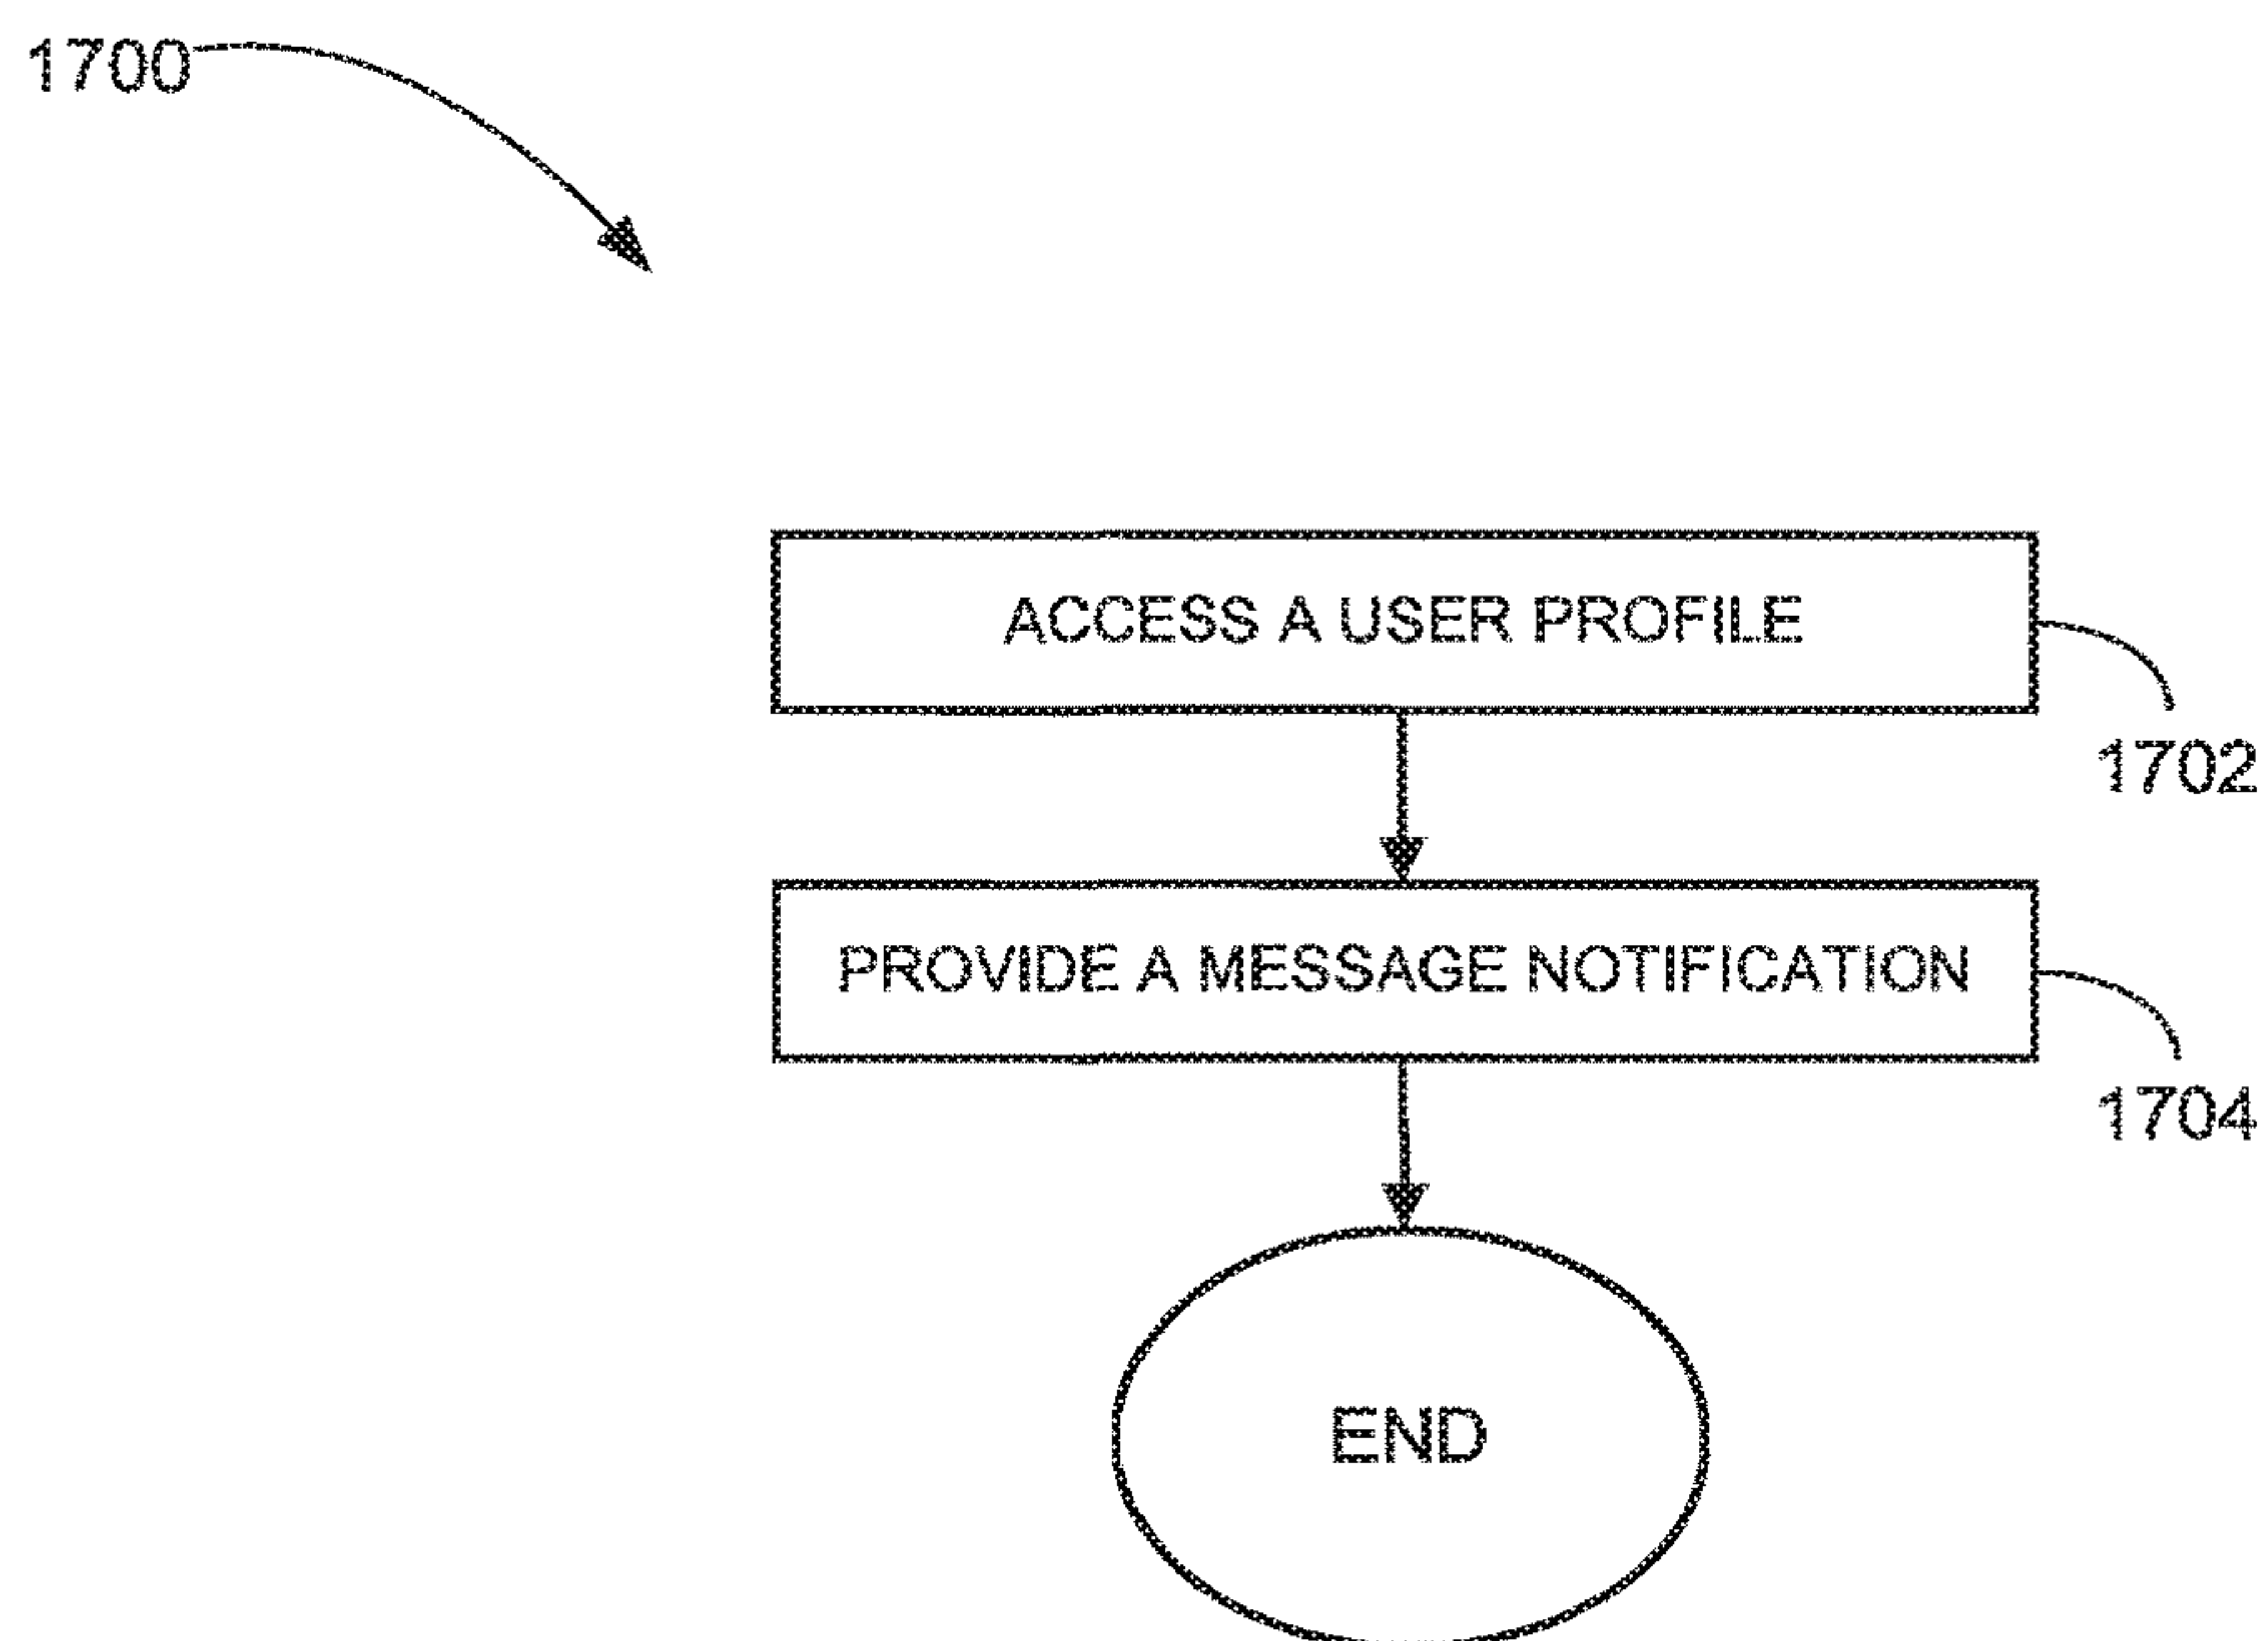 1700
ACCESS A USER PROFILE
1702
PROVIDE A MESSAGE NOTIFICATION
1704
END